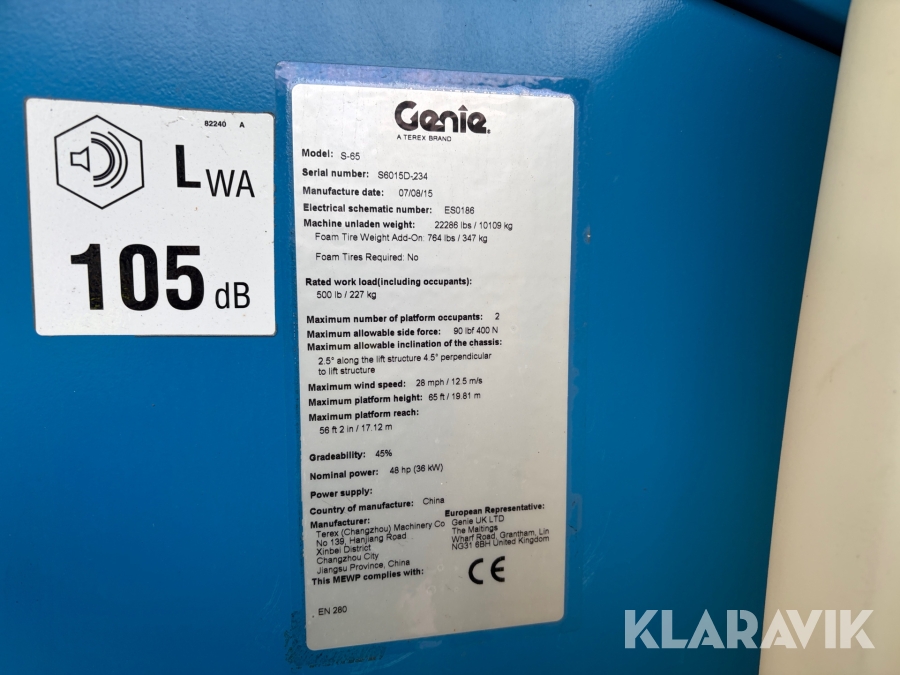 82240 A
LWA
105 dB
Genie
A TEREX BRAND
Model: S-65
Serial number: S6015D-234
Manufacture date: 07/08/15
Electrical schematic number: ES0186
Machine unladen weight: 22286 lbs / 10109 kg
Foam Tire Weight Add-On: 764 lbs / 347 kg
Foam Tires Required: No
Rated work load(including occupants):
500 lb / 227 kg
Maximum number of platform occupants: 2
Maximum allowable side force: 90 lbf 400 N
Maximum allowable inclination of the chassis:
2.5° along the lift structure 4.5° perpendicular
to lift structure
Maximum wind speed: 28 mph / 12.5 m/s
Maximum platform height: 65 ft / 19.81 m
Maximum platform reach:
56 ft 2 in / 17.12 m
Gradeability: 45%
Nominal power: 48 hp (36 kW)
Power supply:
Country of manufacture: China
Manufacturer:
Terex (Changzhou) Machinery Co
No 139, Hanjiang Road
Xinbei District
Changzhou City
Jiangsu Province, China
European Representative:
Genie UK LTD
The Maltings
Wharf Road, Grantham, Lin
NG31 6BH United Kingdom
This MEWP complies with:
CE
EN 280
KLARAVIK